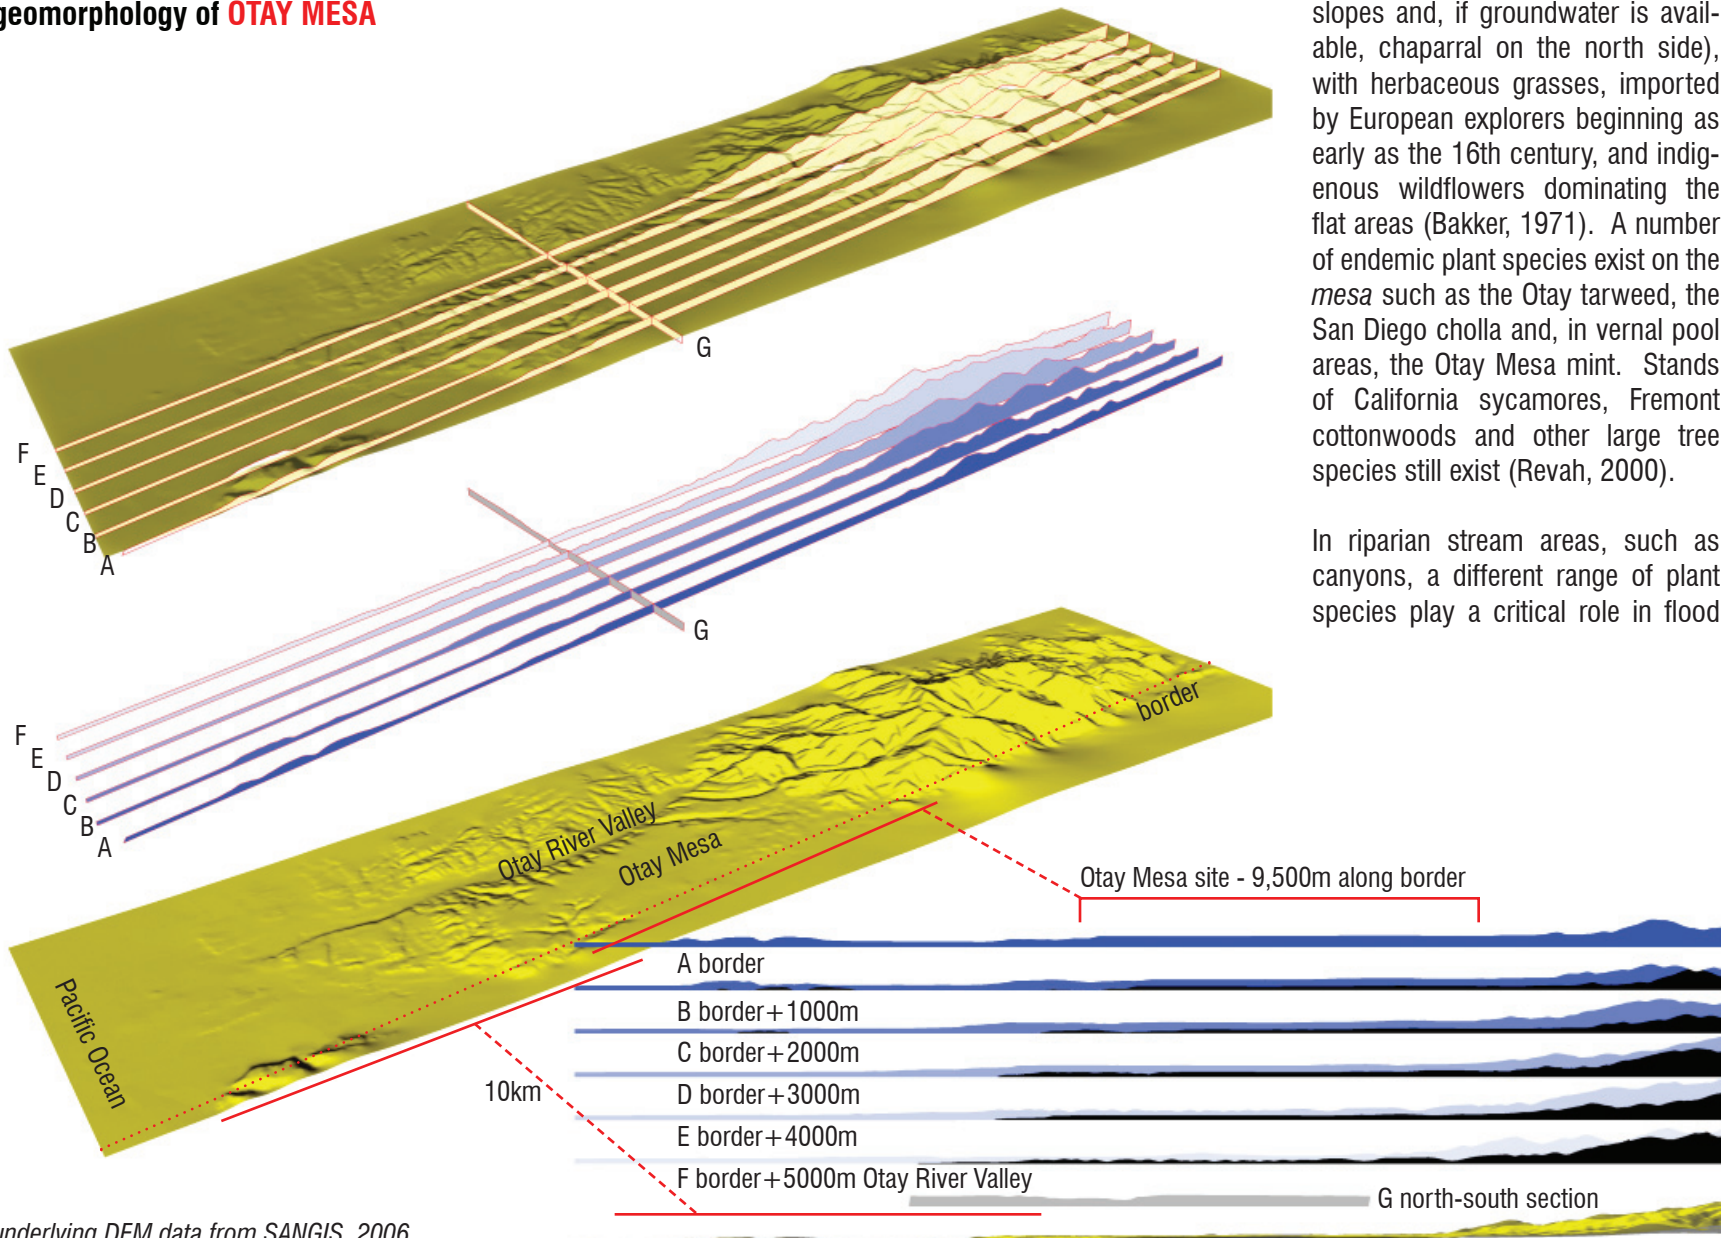 geomorphology of OTAY MESA
F
E
D
C
B
A
G
F
E
D
C
B
A
G
border
Otay River Valley
Otay Mesa
Pacific Ocean
10km
Otay Mesa site - 9,500m along border
A border
B border+1000m
C border+2000m
D border+3000m
E border+4000m
F border+5000m Otay River Valley
G north-south section
underlying DEM data from SANGIS, 2006
slopes and, if groundwater is avail-
able, chaparral on the north side),
with herbaceous grasses, imported
by European explorers beginning as
early as the 16th century, and indig-
enous wildflowers dominating the
flat areas (Bakker, 1971). A number
of endemic plant species exist on the
mesa such as the Otay tarweed, the
San Diego cholla and, in vernal pool
areas, the Otay Mesa mint. Stands
of California sycamores, Fremont
cottonwoods and other large tree
species still exist (Revah, 2000).
In riparian stream areas, such as
canyons, a different range of plant
species play a critical role in flood